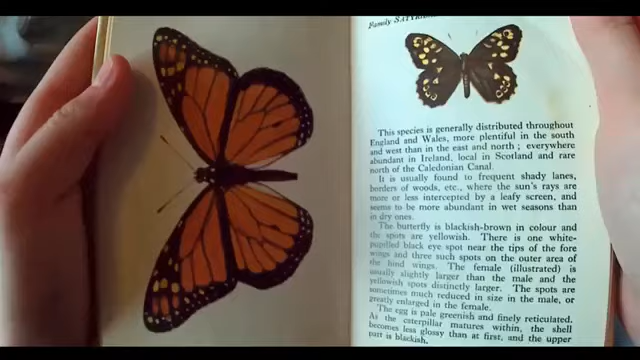 Family SATYRIDAE
This species is generally distributed throughout
England and Wales, more plentiful in the south
and west than in the east and north; everywhere
abundant in Ireland, local in Scotland and rare
north of the Caledonian Canal.
It is usually found to frequent shady lanes,
borders of woods, etc., where the sun's rays are
more or less intercepted by a leafy screen, and
seems to be more abundant in wet seasons than
in dry ones.
The butterfly is blackish-brown in colour and
the spots are yellowish. There is one white-
pupilled black eye spot near the tips of the fore
wings and three such spots on the outer area of
the hind wings. The female (illustrated) is
usually slightly larger than the male and the
yellowish spots distinctly larger. The spots are
sometimes much reduced in size in the male, or
greatly enlarged in the female.
The egg is pale greenish and finely reticulated.
As the caterpillar matures within, the shell
becomes less glossy than at first, and the upper
part is blackish.